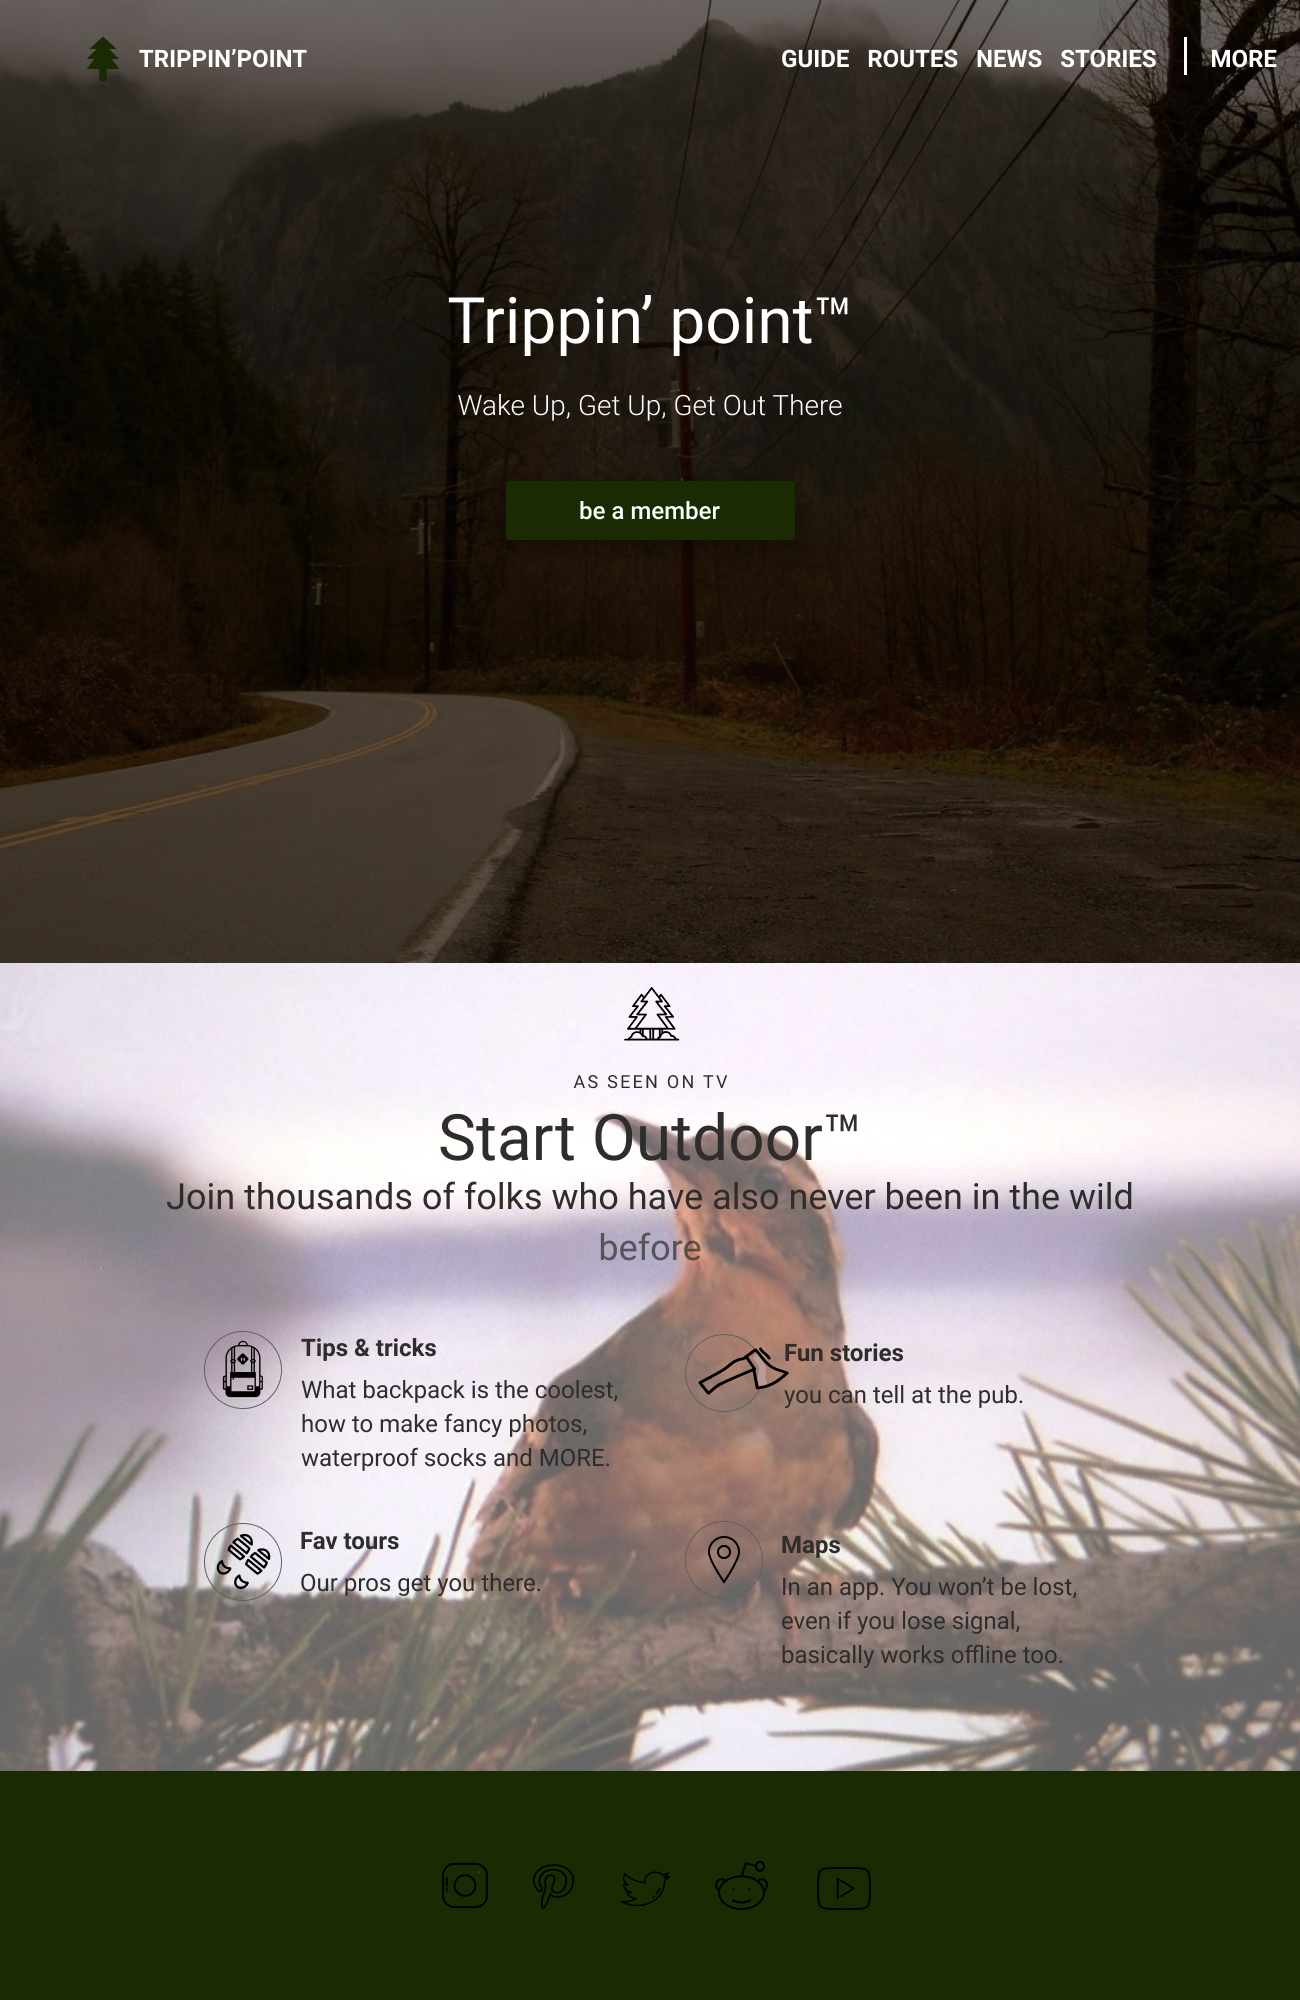 TRIPPIN’POINT
GUIDE ROUTES NEWS STORIES | MORE
Trippin’ point™
Wake Up, Get Up, Get Out There
be a member
AS SEEN ON TV
Start Outdoor™
Join thousands of folks who have also never been in the wild
before
Tips & tricks
What backpack is the coolest,
how to make fancy photos,
waterproof socks and MORE.
Fun stories
you can tell at the pub.
Fav tours
Our pros get you there.
Maps
In an app. You won’t be lost,
even if you lose signal,
basically works offline too.